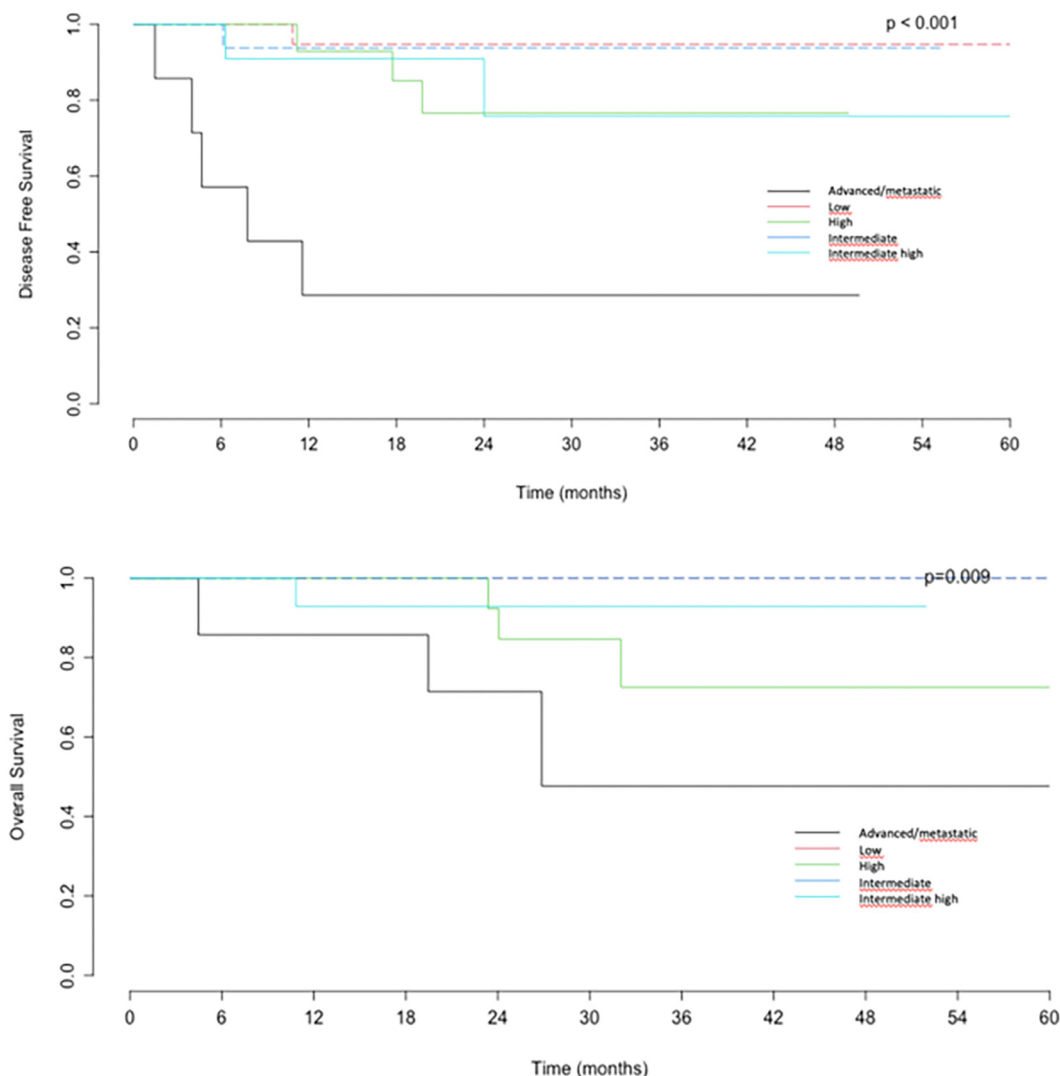 p < 0.001
1.0
0.8
0.6
0.4
0.2
0.0
Disease Free Survival
Advanced/metastatic
Low
High
Intermediate
Intermediate high
0 6 12 18 24 30 36 42 48 54 60
Time (months)
p=0.009
1.0
0.8
0.6
0.4
0.2
0.0
Overall Survival
Advanced/metastatic
Low
High
Intermediate
Intermediate high
0 6 12 18 24 30 36 42 48 54 60
Time (months)